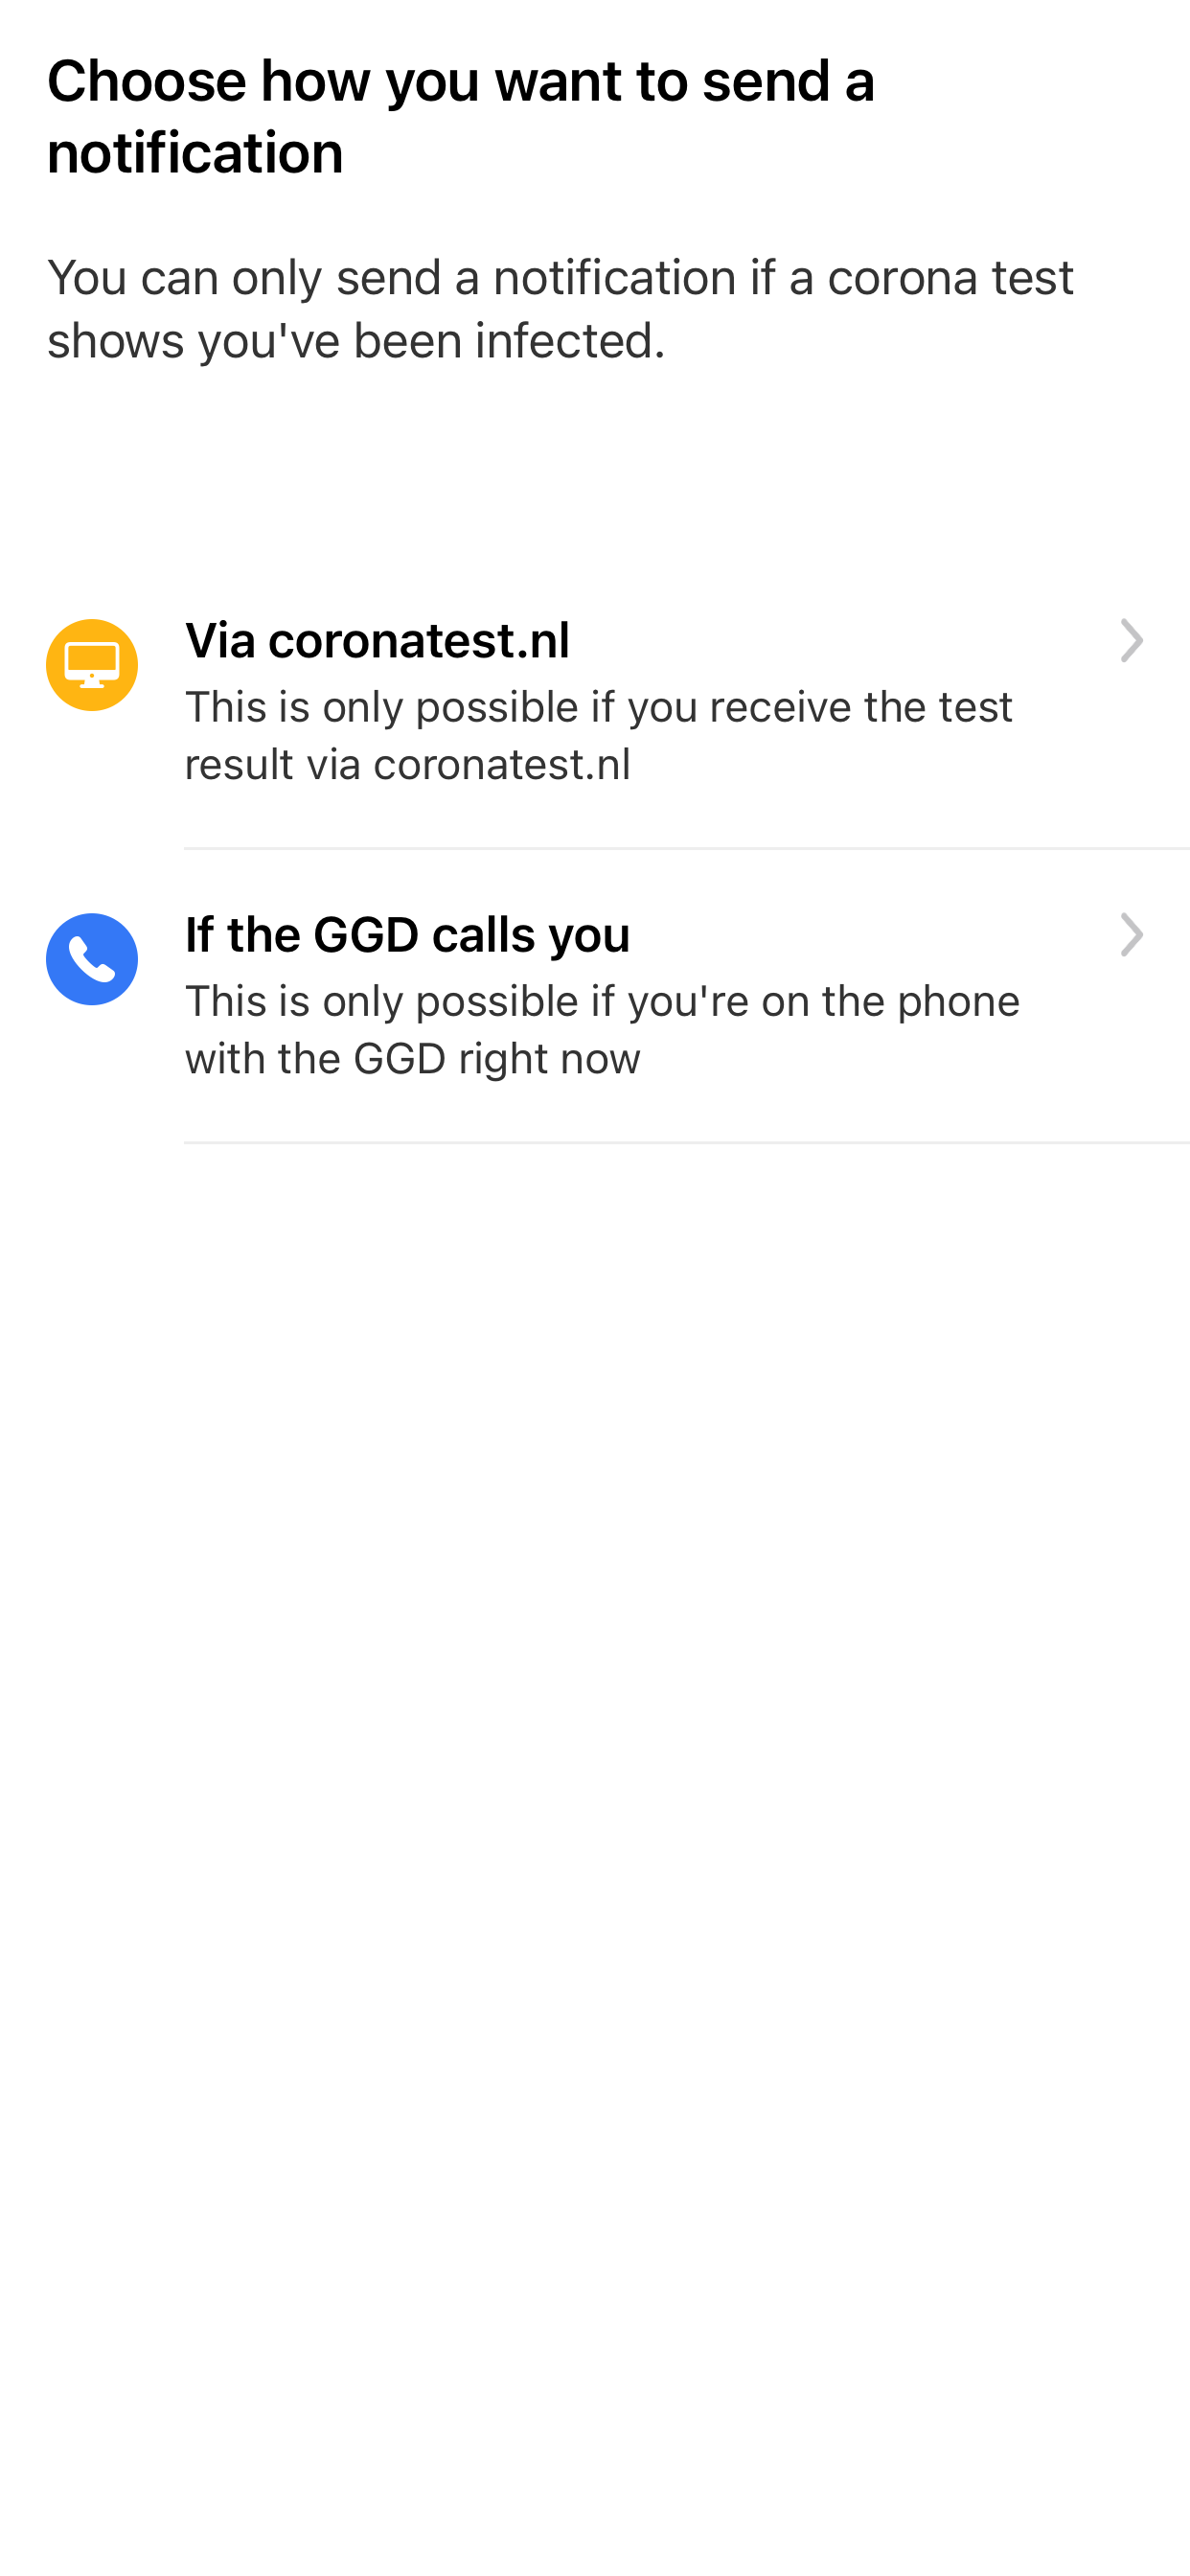 Choose how you want to send a
notification
You can only send a notification if a corona test
shows you've been infected.
Via coronatest.nl
This is only possible if you receive the test
result via coronatest.nl
If the GGD calls you
This is only possible if you're on the phone
with the GGD right now